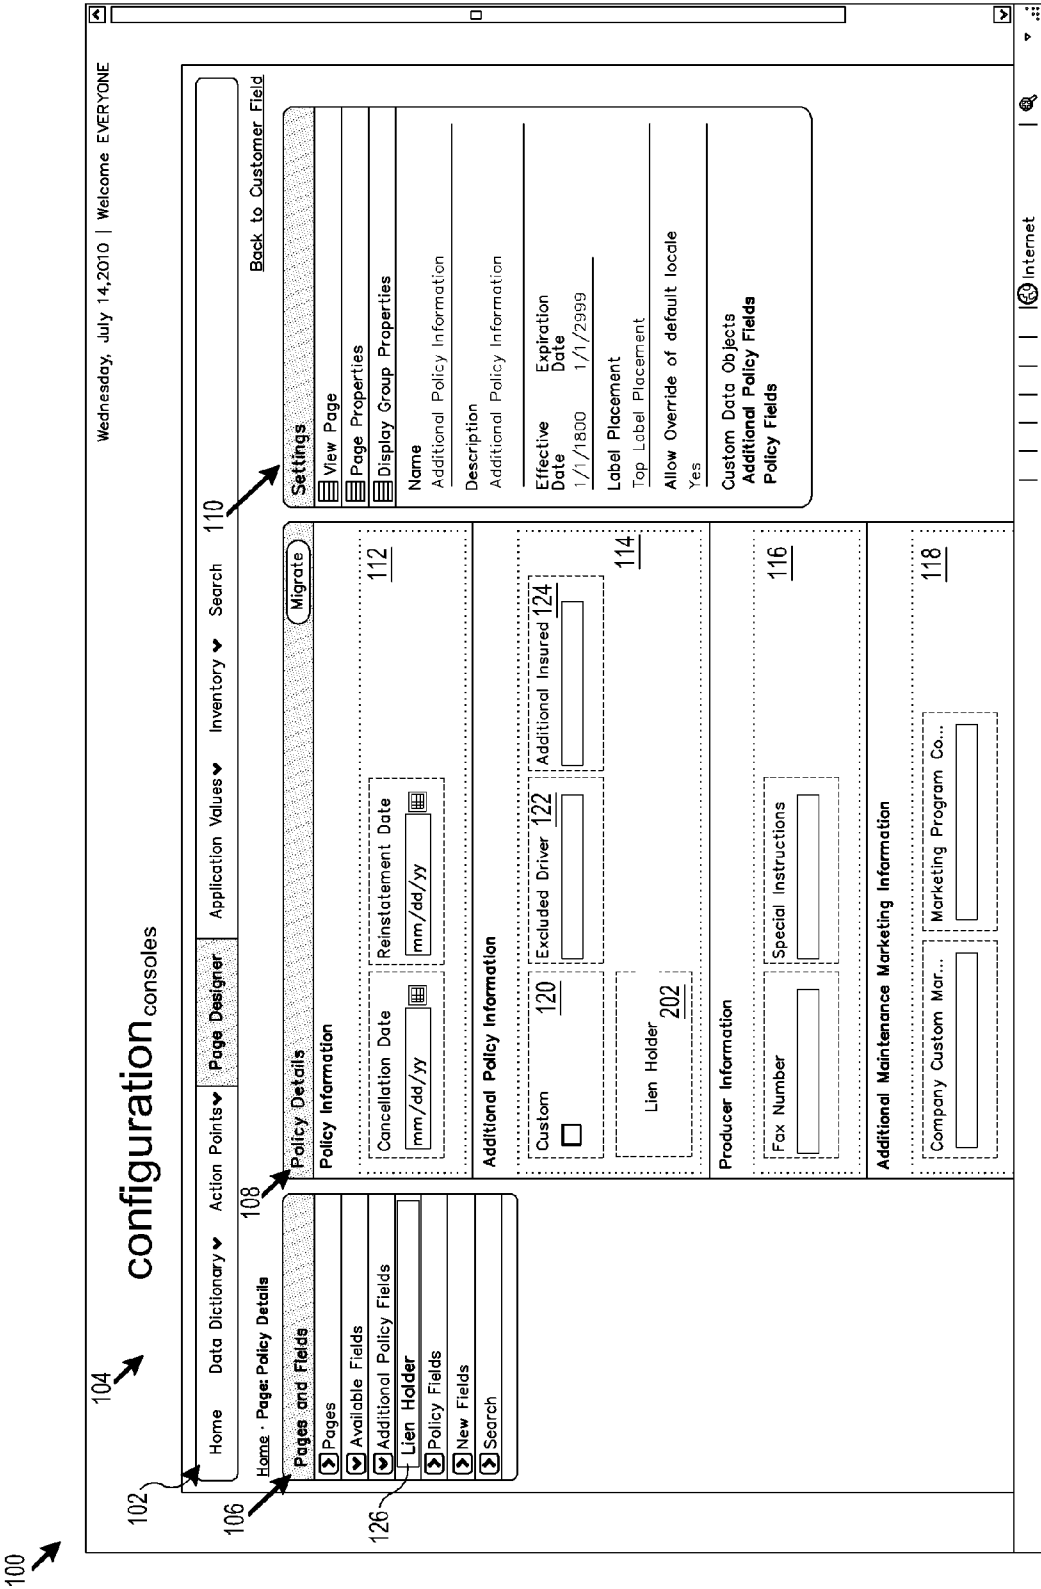 100
104
Wednesday, July 14,2010 | Welcome EVERYONE
configuration consoles
102
Home Data Dictionary Action Points Page Designer Application Values Inventory Search
Home · Page: Policy Details
Back to Customer Field
106
Pages and Fields
Pages
Available Fields
Additional Policy Fields
Lien Holder
Policy Fields
New Fields
Search
126
108
Policy Details
Migrate
Policy Information
112
Cancellation Date
mm/dd/yy
Reinstatement Date
mm/dd/yy
Additional Policy Information
Custom
120
Excluded Driver 122
Additional Insured 124
114
Lien Holder
202
Producer Information
116
Fax Number
Special Instructions
Additional Maintenance Marketing Information
118
Company Custom Mar...
Marketing Program Co...
110
Settings
View Page
Page Properties
Display Group Properties
Name
Additional Policy Information
Description
Additional Policy Information
Effective Date
Expiration Date
1/1/1800
1/1/2999
Label Placement
Top Label Placement
Allow Override of default locale
Yes
Custom Data Objects
Additional Policy Fields
Policy Fields
Internet